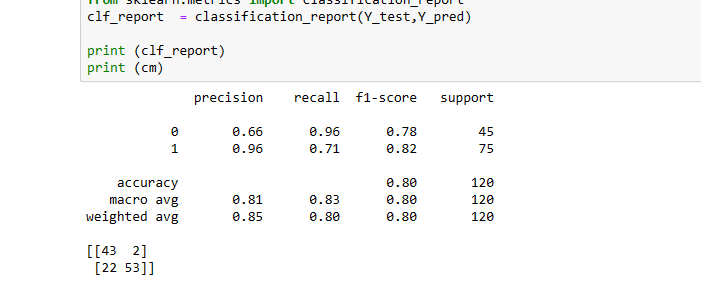 from sklearn.metrics import classification_report
clf_report  = classification_report(Y_test,Y_pred)
print (clf_report)
print (cm)
precision    recall  f1-score   support
0       0.66      0.96      0.78        45
1       0.96      0.71      0.82        75
accuracy                           0.80       120
macro avg       0.81      0.83      0.80       120
weighted avg       0.85      0.80      0.80       120
[[43  2]
[22 53]]